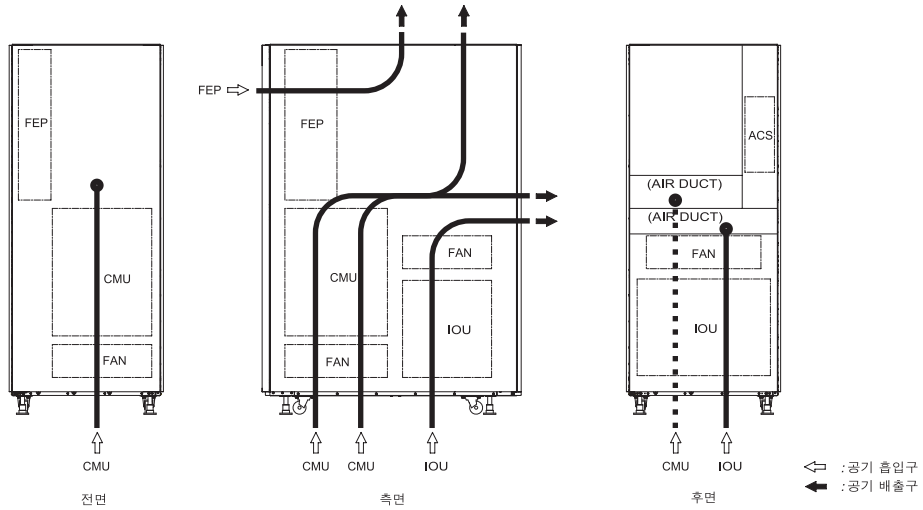 FEP
CMU
FAN
CMU
전면
FEP
FEP
CMU
FAN
FAN
IOU
CMU
CMU
IOU
측면
ACS
(AIR DUCT)
(AIR DUCT)
FAN
IOU
CMU
IOU
후면
: 공기 흡입구
: 공기 배출구